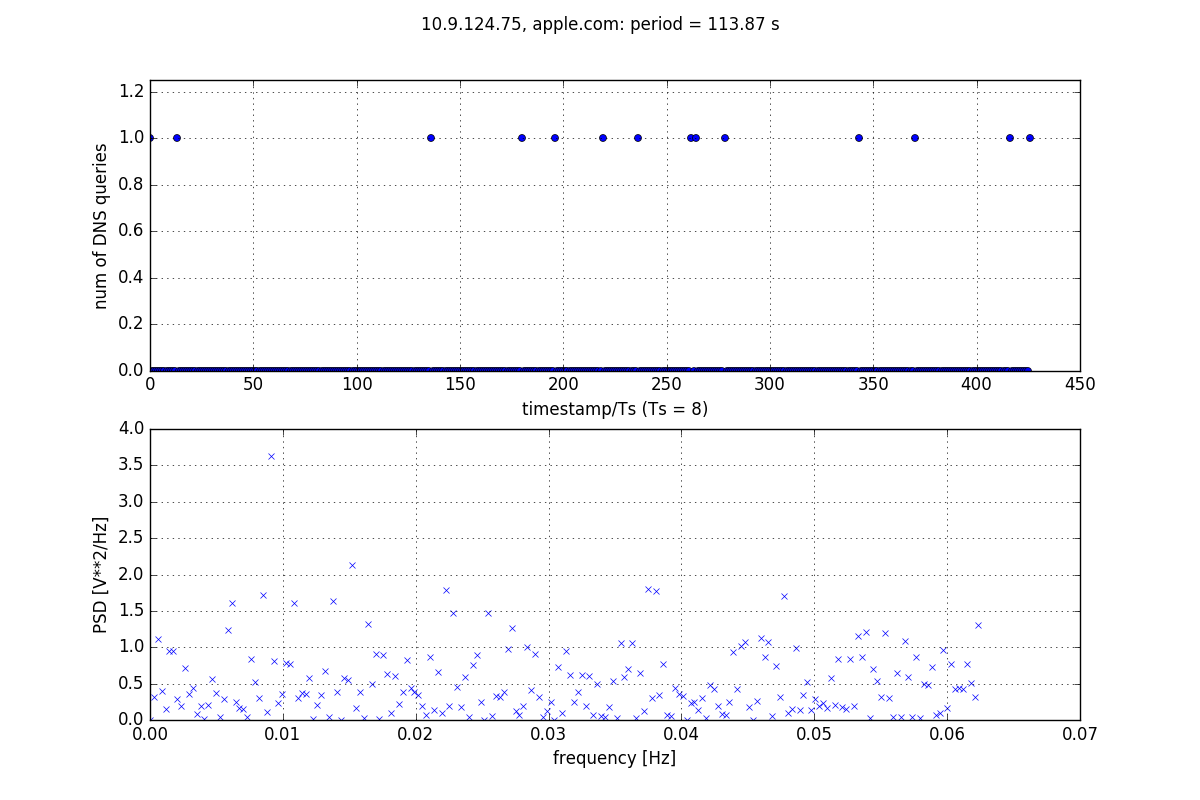 10.9.124.75, apple.com: period = 113.87 s
1.2
1.0
0.8
0.6
0.4
0.2
0.0
num of DNS queries
0 50 100 150 200 250 300 350 400 450
timestamp/Ts (Ts = 8)
4.0
3.5
3.0
2.5
2.0
1.5
1.0
0.5
0.0
PSD [V**2/Hz]
0.00 0.01 0.02 0.03 0.04 0.05 0.06 0.07
frequency [Hz]